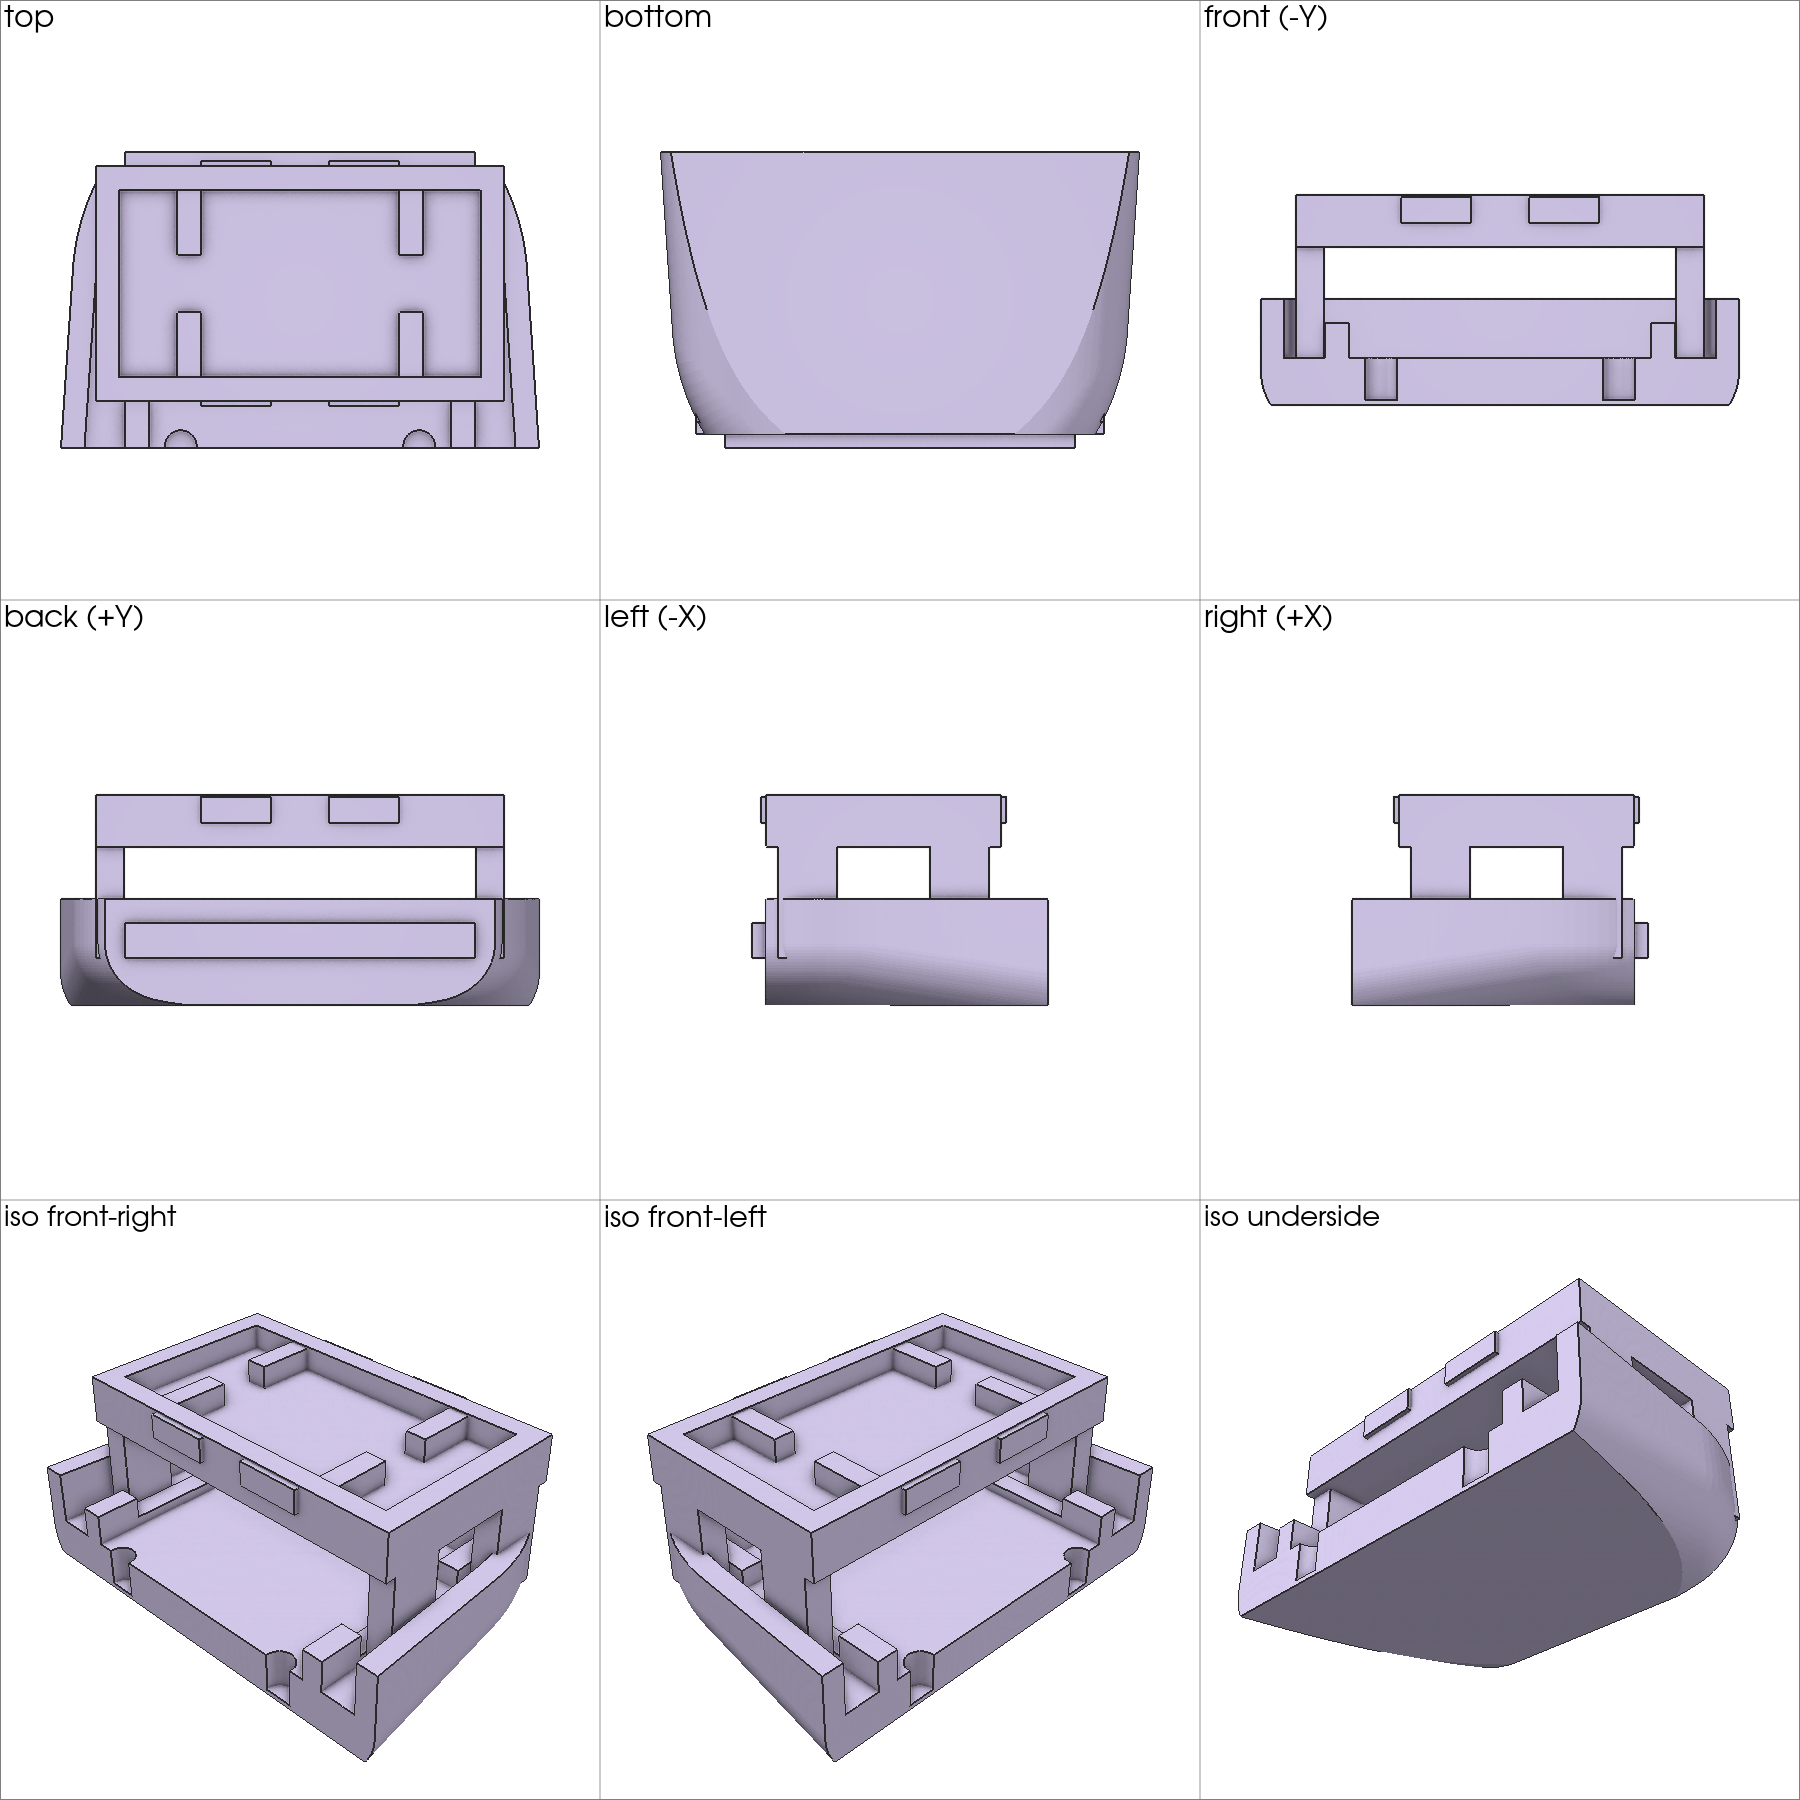 top
bottom
front (-Y)
back (+Y)
left (-X)
right (+X)
iso front-right
iso front-left
iso underside